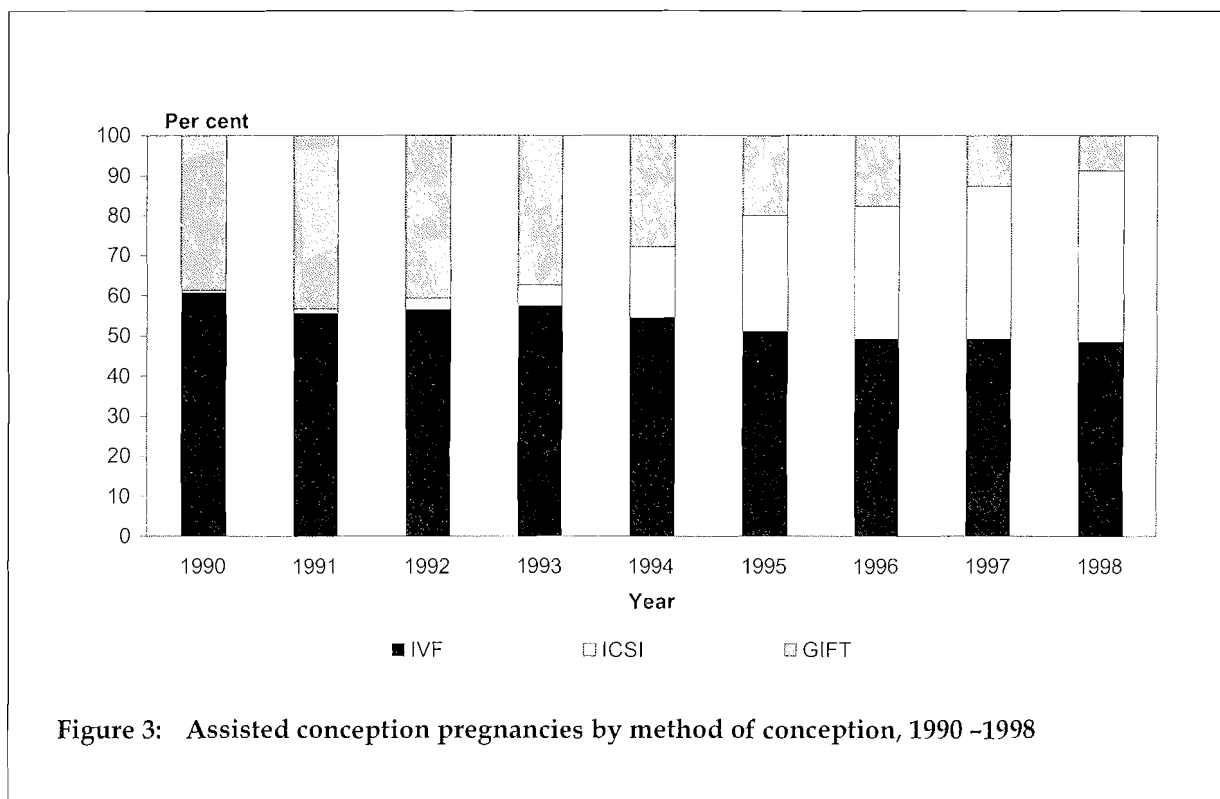 Per cent
100
90
80
70
60
50
40
30
20
10
0
1990 1991 1992 1993 1994 1995 1996 1997 1998
Year
IVF ICSI GIFT
Figure 3: Assisted conception pregnancies by method of conception, 1990 –1998